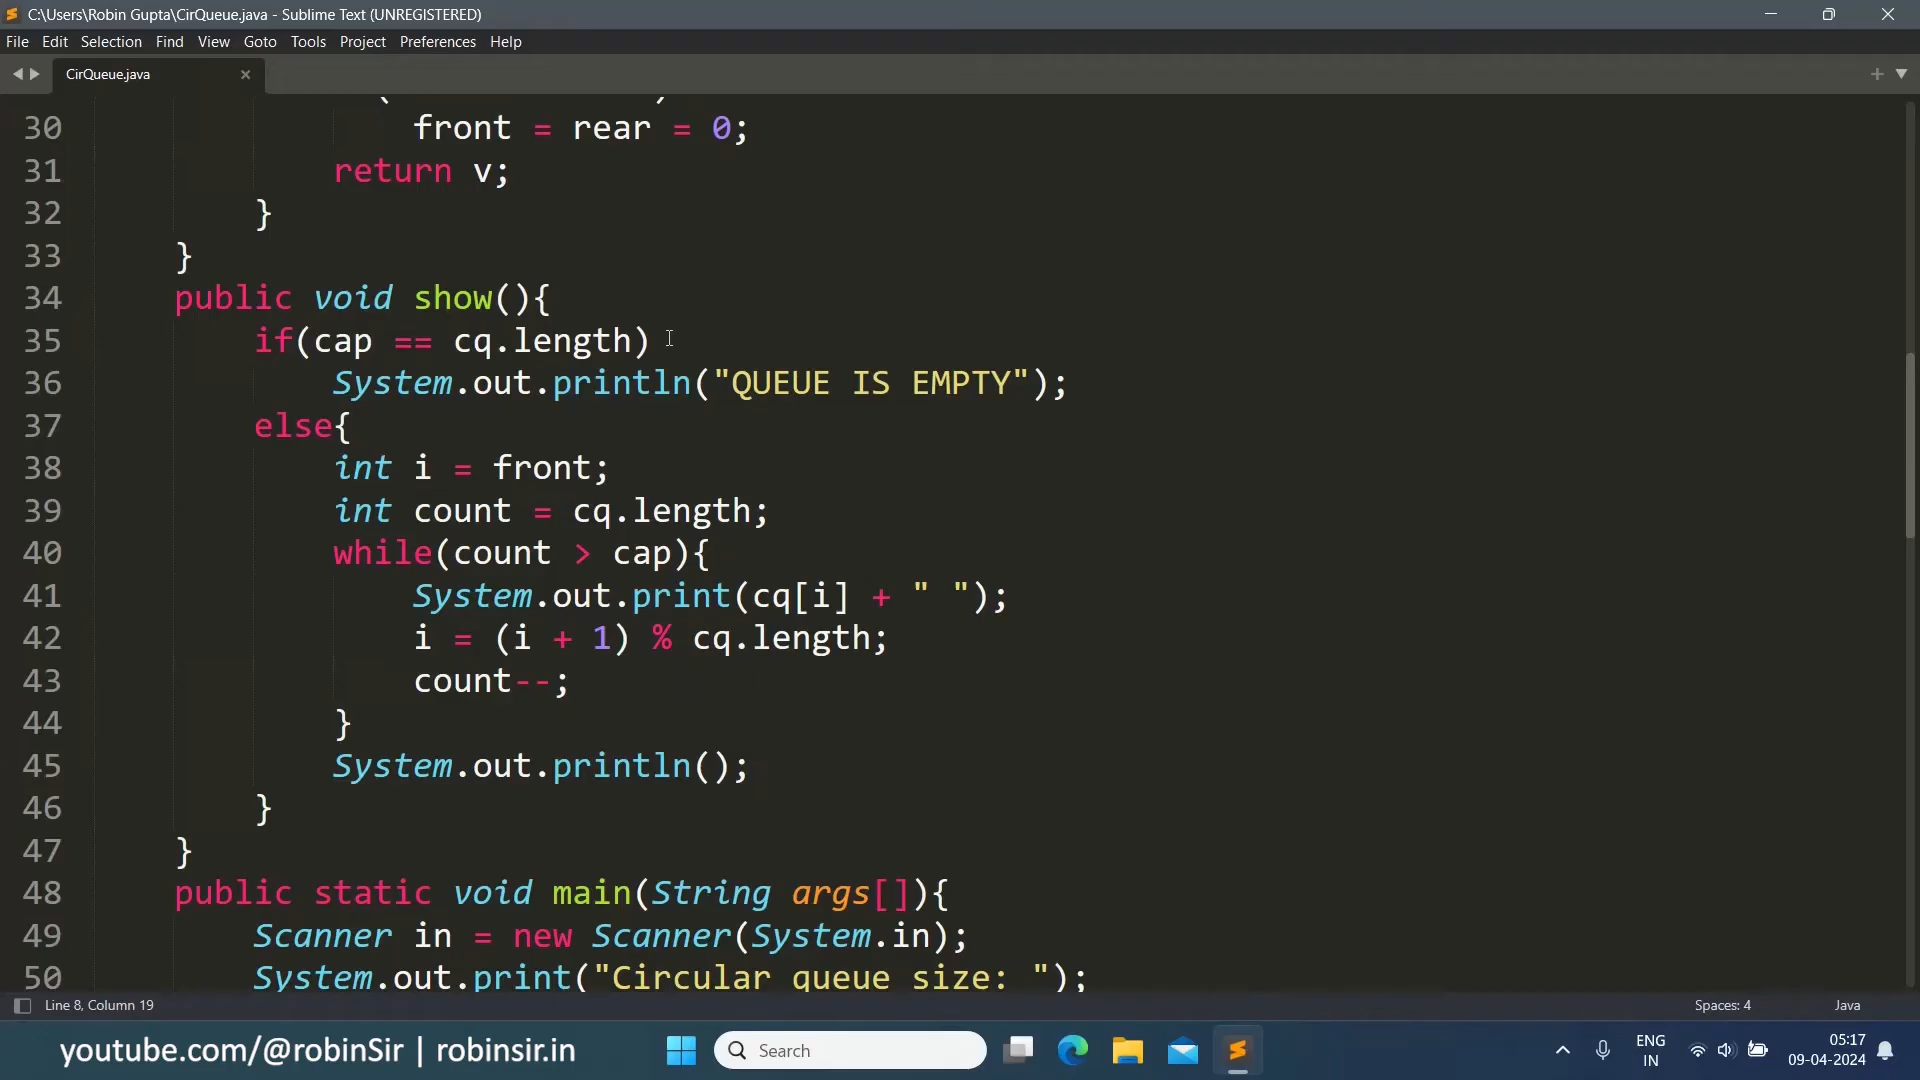 C:\Users\Robin Gupta\CirQueue.java - Sublime Text (UNREGISTERED)
File Edit Selection Find View Goto Tools Project Preferences Help
CirQueue.java
30 front = rear = 0;
31 return v;
32 }
33 }
34 public void show(){
35 if(cap == cq.length)
36 System.out.println("QUEUE IS EMPTY");
37 else{
38 int i = front;
39 int count = cq.length;
40 while(count > cap){
41 System.out.print(cq[i] + " ");
42 i = (i + 1) % cq.length;
43 count--;
44 }
45 System.out.println();
46 }
47 }
48 public static void main(String args[]){
49 Scanner in = new Scanner(System.in);
50 System.out.print("Circular queue size: ");
Line 8, Column 19 Spaces: 4 Java
youtube.com/@robinSir | robinsir.in
Search
ENG
IN
05:17
09-04-2024